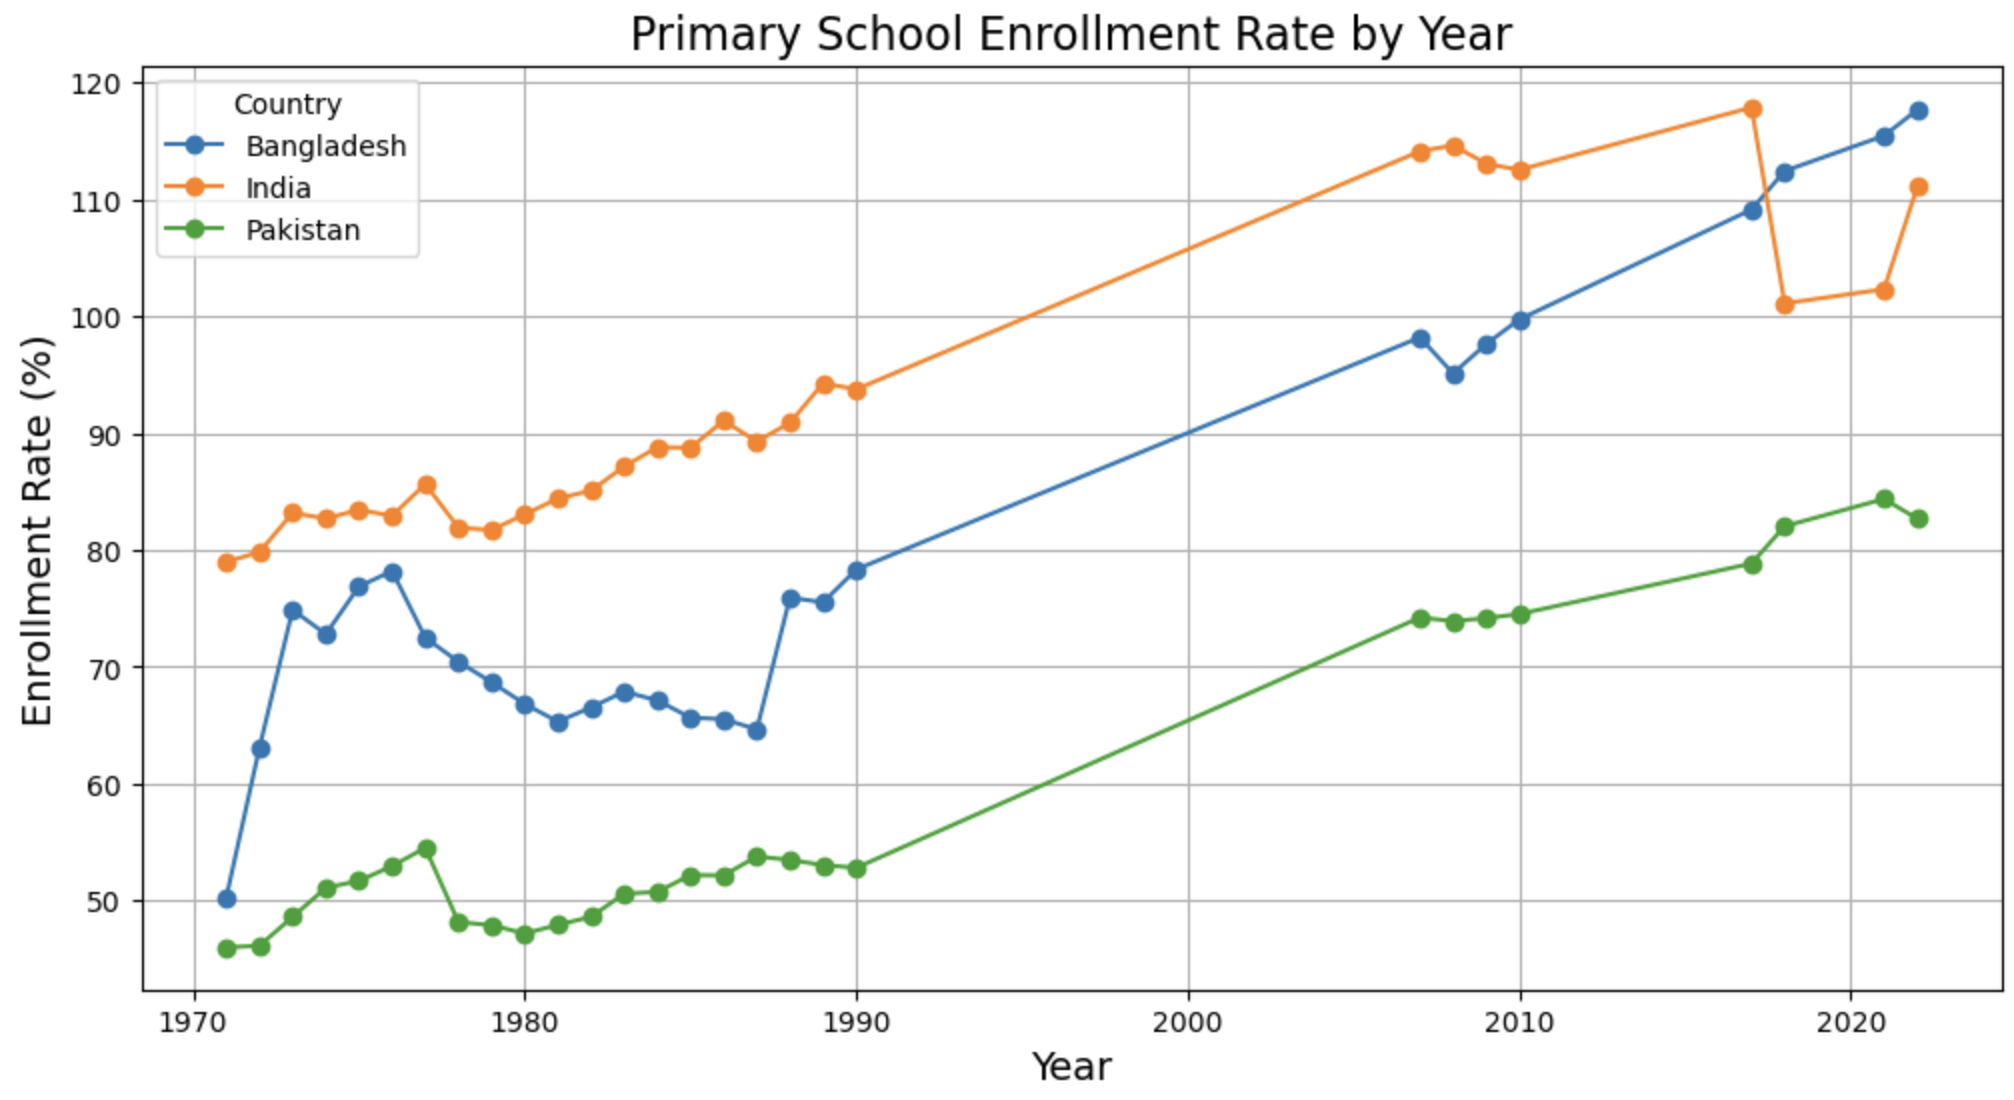 Primary School Enrollment Rate by Year
Country
Bangladesh
India
Pakistan
Enrollment Rate (%)
120
110
100
90
80
70
60
50
1970 1980 1990 2000 2010 2020
Year